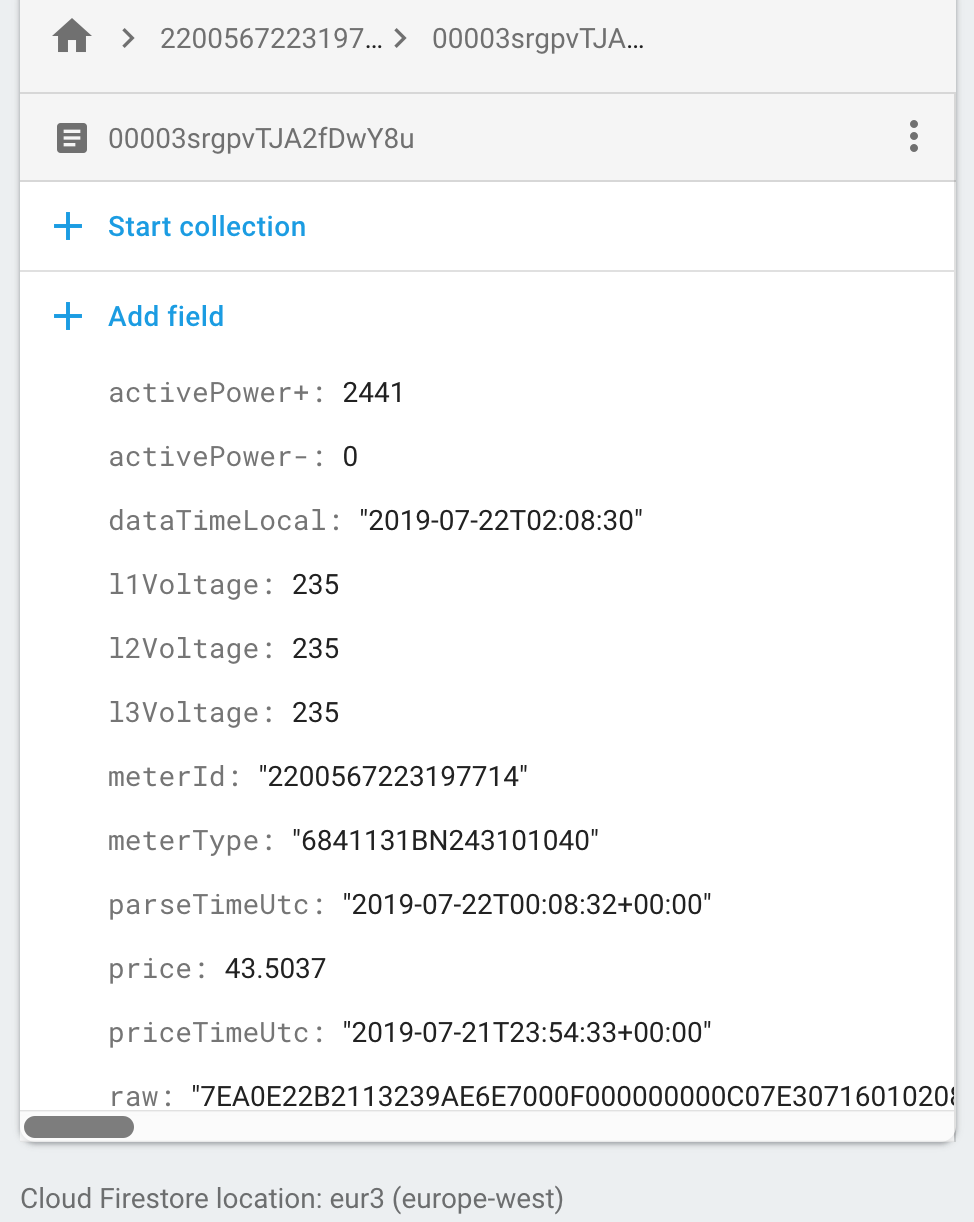 2200567223197... > 00003srgpvTJA...
00003srgpvTJA2fDwY8u
Start collection
Add field
activePower+: 2441
activePower-: 0
dataTimeLocal: "2019-07-22T02:08:30"
l1Voltage: 235
l2Voltage: 235
l3Voltage: 235
meterId: "2200567223197714"
meterType: "6841131BN243101040"
parseTimeUtc: "2019-07-22T00:08:32+00:00"
price: 43.5037
priceTimeUtc: "2019-07-21T23:54:33+00:00"
raw: "7EA0E22B2113239AE6E7000F000000000C07E3071601020
Cloud Firestore location: eur3 (europe-west)